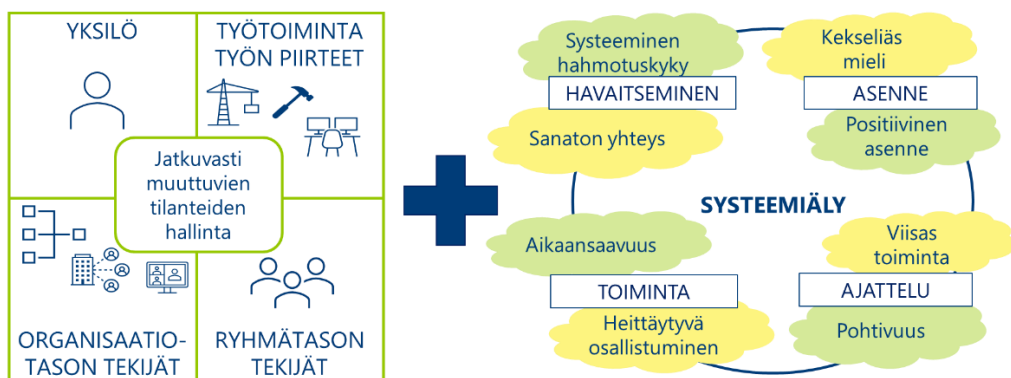 YKSILÖ
TYÖTOIMINTA
TYÖN PIIRTEET
Jatkuvasti
muuttuvien
tilanteiden
hallinta
ORGANISAATIO-
TASON TEKIJÄT
RYHMÄTASON
TEKIJÄT
Systeeminen
hahmotuskyky
HAVAITSEMINEN
Sanaton yhteys
Kekseliäs
mieli
ASENNE
Positiivinen
asenne
SYSTEEMIÄLY
Aikaansaavuus
TOIMINTA
Heittäytyvä
osallistuminen
Viisas
toiminta
AJATTELU
Pohtivuus